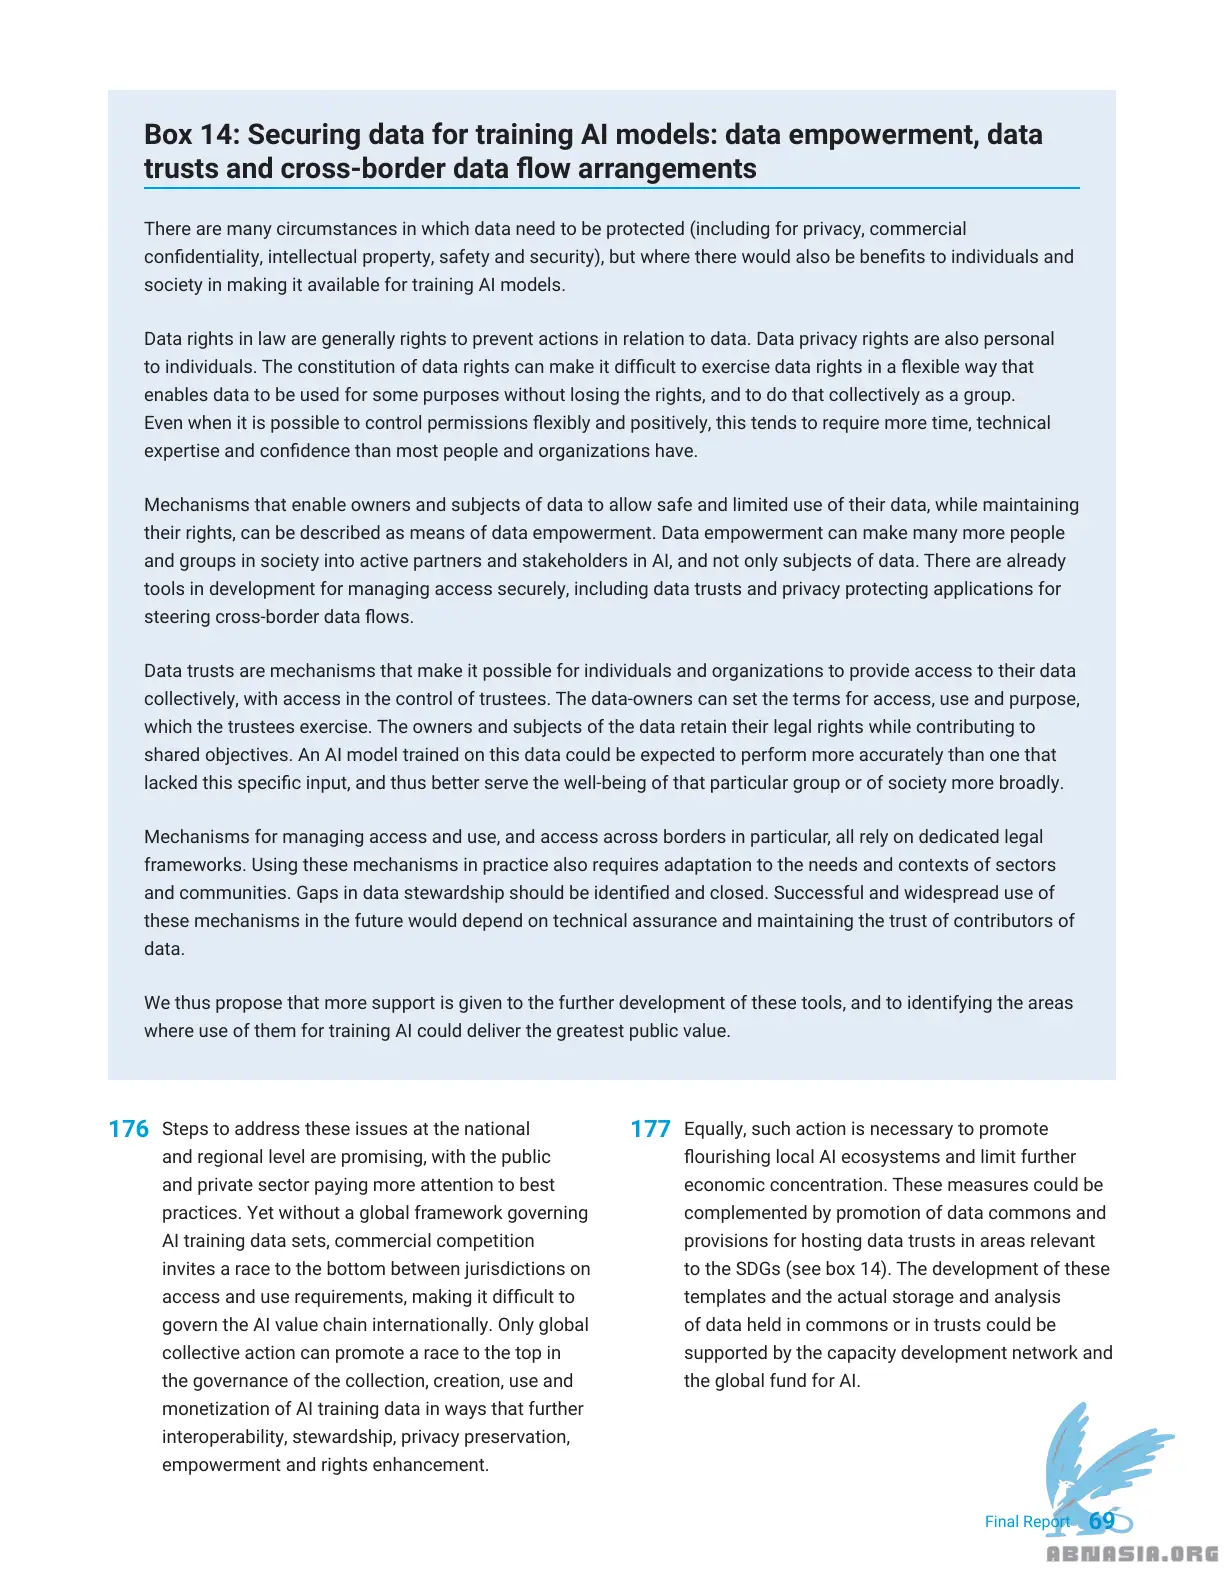 Box 14: Securing data for training AI models: data empowerment, data
trusts and cross-border data flow arrangements
There are many circumstances in which data need to be protected (including for privacy, commercial
confidentiality, intellectual property, safety and security), but where there would also be benefits to individuals and
society in making it available for training AI models.
Data rights in law are generally rights to prevent actions in relation to data. Data privacy rights are also personal
to individuals. The constitution of data rights can make it difficult to exercise data rights in a flexible way that
enables data to be used for some purposes without losing the rights, and to do that collectively as a group.
Even when it is possible to control permissions flexibly and positively, this tends to require more time, technical
expertise and confidence than most people and organizations have.
Mechanisms that enable owners and subjects of data to allow safe and limited use of their data, while maintaining
their rights, can be described as means of data empowerment. Data empowerment can make many more people
and groups in society into active partners and stakeholders in AI, and not only subjects of data. There are already
tools in development for managing access securely, including data trusts and privacy protecting applications for
steering cross-border data flows.
Data trusts are mechanisms that make it possible for individuals and organizations to provide access to their data
collectively, with access in the control of trustees. The data-owners can set the terms for access, use and purpose,
which the trustees exercise. The owners and subjects of the data retain their legal rights while contributing to
shared objectives. An AI model trained on this data could be expected to perform more accurately than one that
lacked this specific input, and thus better serve the well-being of that particular group or of society more broadly.
Mechanisms for managing access and use, and access across borders in particular, all rely on dedicated legal
frameworks. Using these mechanisms in practice also requires adaptation to the needs and contexts of sectors
and communities. Gaps in data stewardship should be identified and closed. Successful and widespread use of
these mechanisms in the future would depend on technical assurance and maintaining the trust of contributors of
data.
We thus propose that more support is given to the further development of these tools, and to identifying the areas
where use of them for training AI could deliver the greatest public value.
176 Steps to address these issues at the national
and regional level are promising, with the public
and private sector paying more attention to best
practices. Yet without a global framework governing
AI training data sets, commercial competition
invites a race to the bottom between jurisdictions on
access and use requirements, making it difficult to
govern the AI value chain internationally. Only global
collective action can promote a race to the top in
the governance of the collection, creation, use and
monetization of AI training data in ways that further
interoperability, stewardship, privacy preservation,
empowerment and rights enhancement.
177 Equally, such action is necessary to promote
flourishing local AI ecosystems and limit further
economic concentration. These measures could be
complemented by promotion of data commons and
provisions for hosting data trusts in areas relevant
to the SDGs (see box 14). The development of these
templates and the actual storage and analysis
of data held in commons or in trusts could be
supported by the capacity development network and
the global fund for AI.
Final Report 69
ABNASIA.ORG